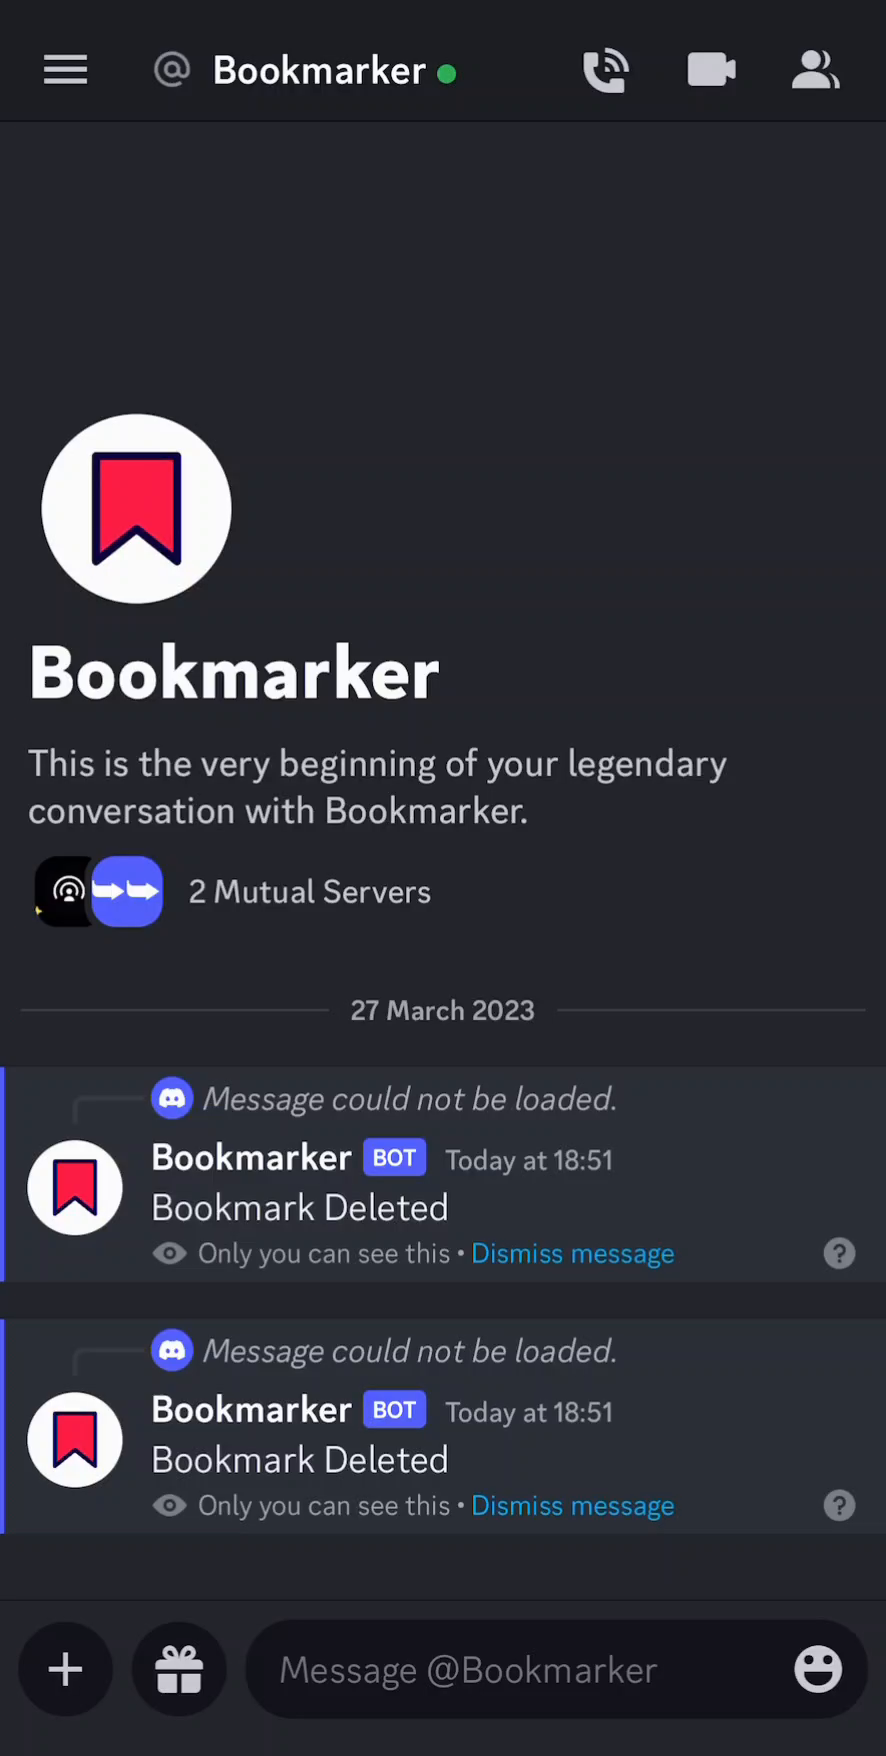 @ Bookmarker
Bookmarker
This is the very beginning of your legendary
conversation with Bookmarker.
2 Mutual Servers
27 March 2023
Message could not be loaded.
Bookmarker BOT Today at 18:51
Bookmark Deleted
Only you can see this • Dismiss message
Message could not be loaded.
Bookmarker BOT Today at 18:51
Bookmark Deleted
Only you can see this • Dismiss message
Message @Bookmarker